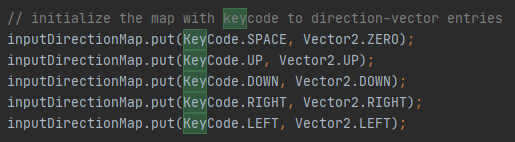 // initialize the map with keycode to direction-vector entries
inputDirectionMap.put(KeyCode.SPACE, Vector2.ZERO);
inputDirectionMap.put(KeyCode.UP, Vector2.UP);
inputDirectionMap.put(KeyCode.DOWN, Vector2.DOWN);
inputDirectionMap.put(KeyCode.RIGHT, Vector2.RIGHT);
inputDirectionMap.put(KeyCode.LEFT, Vector2.LEFT);